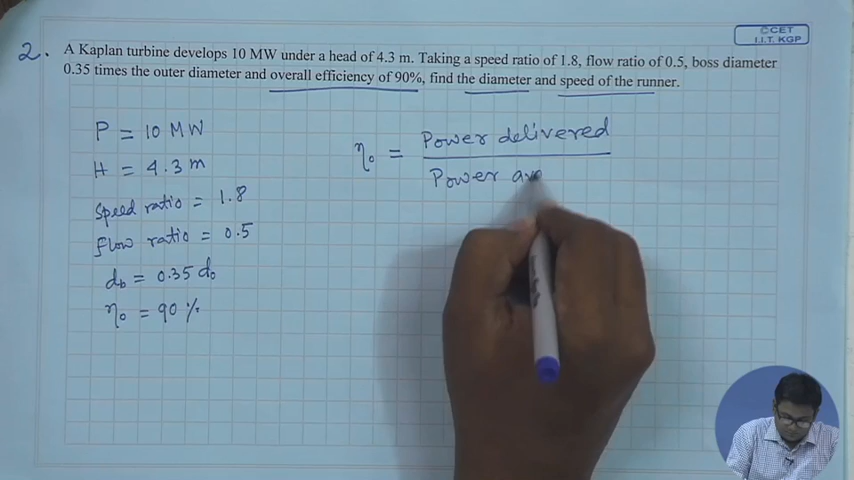 ©CET
I.I.T. KGP
2. A Kaplan turbine develops 10 MW under a head of 4.3 m. Taking a speed ratio of 1.8, flow ratio of 0.5, boss diameter
0.35 times the outer diameter and overall efficiency of 90%, find the diameter and speed of the runner.
P = 10 MW
H = 4.3 m
Speed ratio = 1.8
flow ratio = 0.5
db = 0.35 do
ηo = 90 %
ηo = Power delivered
Power ava